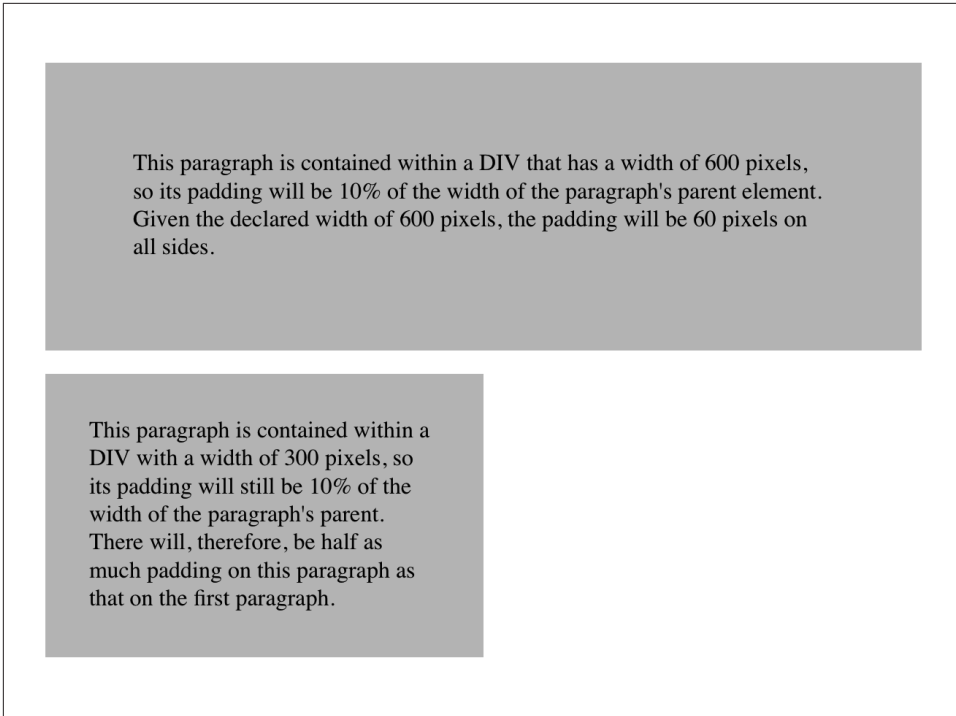 This paragraph is contained within a DIV that has a width of 600 pixels,
so its padding will be 10% of the width of the paragraph's parent element.
Given the declared width of 600 pixels, the padding will be 60 pixels on
all sides.
This paragraph is contained within a
DIV with a width of 300 pixels, so
its padding will still be 10% of the
width of the paragraph's parent.
There will, therefore, be half as
much padding on this paragraph as
that on the first paragraph.